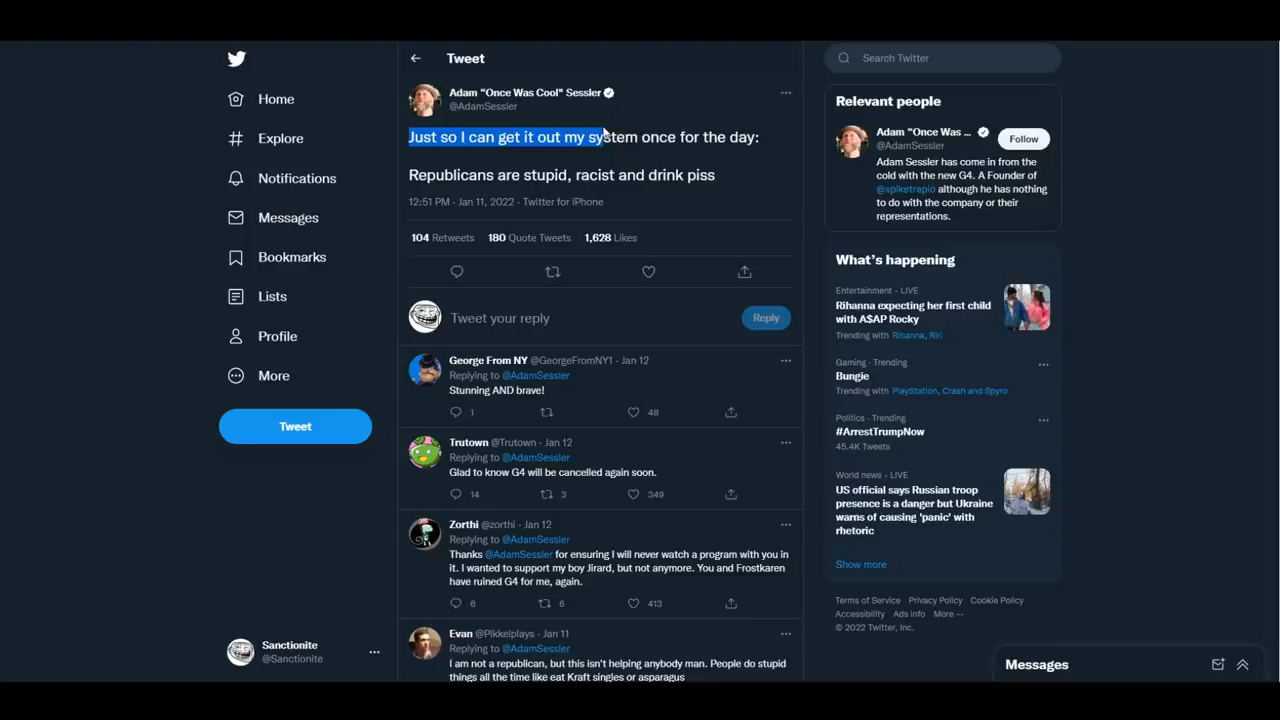 Home
Explore
Notifications
Messages
Bookmarks
Lists
Profile
More
Tweet
Sanctionite
@Sanctionite
Tweet
Adam "Once Was Cool" Sessler
@AdamSessler
Just so I can get it out my system once for the day:
Republicans are stupid, racist and drink piss
12:51 PM · Jan 11, 2022 · Twitter for iPhone
104 Retweets 180 Quote Tweets 1,628 Likes
Tweet your reply
Reply
George From NY @GeorgeFromNY1 · Jan 12
Replying to @AdamSessler
Stunning AND brave!
1 48
Trutown @Trutown · Jan 12
Replying to @AdamSessler
Glad to know G4 will be cancelled again soon.
14 3 349
Zorthi @zorthi · Jan 12
Replying to @AdamSessler
Thanks @AdamSessler for ensuring I will never watch a program with you in
it. I wanted to support my boy Jirard, but not anymore. You and Frostkaren
have ruined G4 for me, again.
6 6 413
Evan @Pikkelplays · Jan 11
Replying to @AdamSessler
I am not a republican, but this isn't helping anybody man. People do stupid
things all the time like eat Kraft singles or asparagus
Search Twitter
Relevant people
Adam "Once Was ...
@AdamSessler
Follow
Adam Sessler has come in from the
cold with the new G4. A Founder of
@spiketrapio although he has nothing
to do with the company or their
representations.
What's happening
Entertainment · LIVE
Rihanna expecting her first child
with A$AP Rocky
Trending with Rihanna, Riri
Gaming · Trending
Bungie
Trending with PlayStation, Crash and Spyro
Politics · Trending
#ArrestTrumpNow
45.4K Tweets
World news · LIVE
US official says Russian troop
presence is a danger but Ukraine
warns of causing 'panic' with
rhetoric
Show more
Terms of Service Privacy Policy Cookie Policy
Accessibility Ads info More ...
© 2022 Twitter, Inc.
Messages